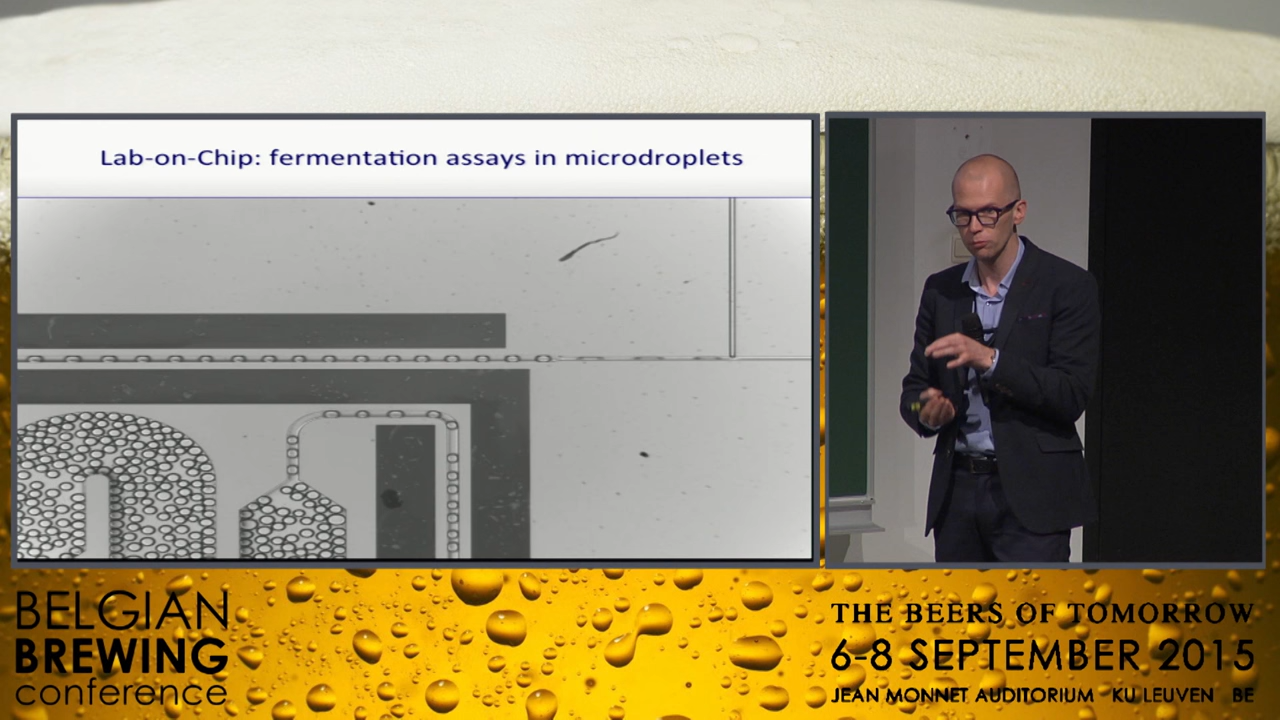 Lab-on-Chip: fermentation assays in microdroplets
BELGIAN
BREWING
conference
THE BEERS OF TOMORROW
6-8 SEPTEMBER 2015
JEAN MONNET AUDITORIUM KU LEUVEN BE